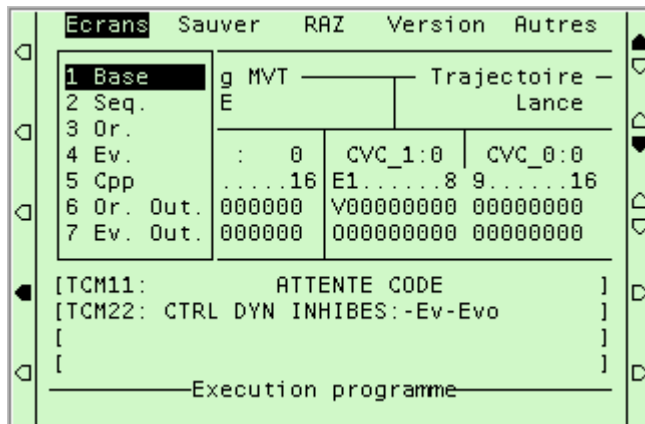 Ecrans Sauver RAZ Version Autres
1 Base g MVT Trajectoire
2 Seq. E Lance
3 Or.
4 Ev. : 0 CVC_1:0 CVC_0:0
5 Cpp ......16 E1......8 9......16
6 Or. Out. 000000 V00000000 00000000
7 Ev. Out. 000000 000000000 00000000
[TCM11: ATTENTE CODE ]
[TCM22: CTRL DYN INHIBES:-Ev-Evo ]
[ ]
[ ]
Execution programme